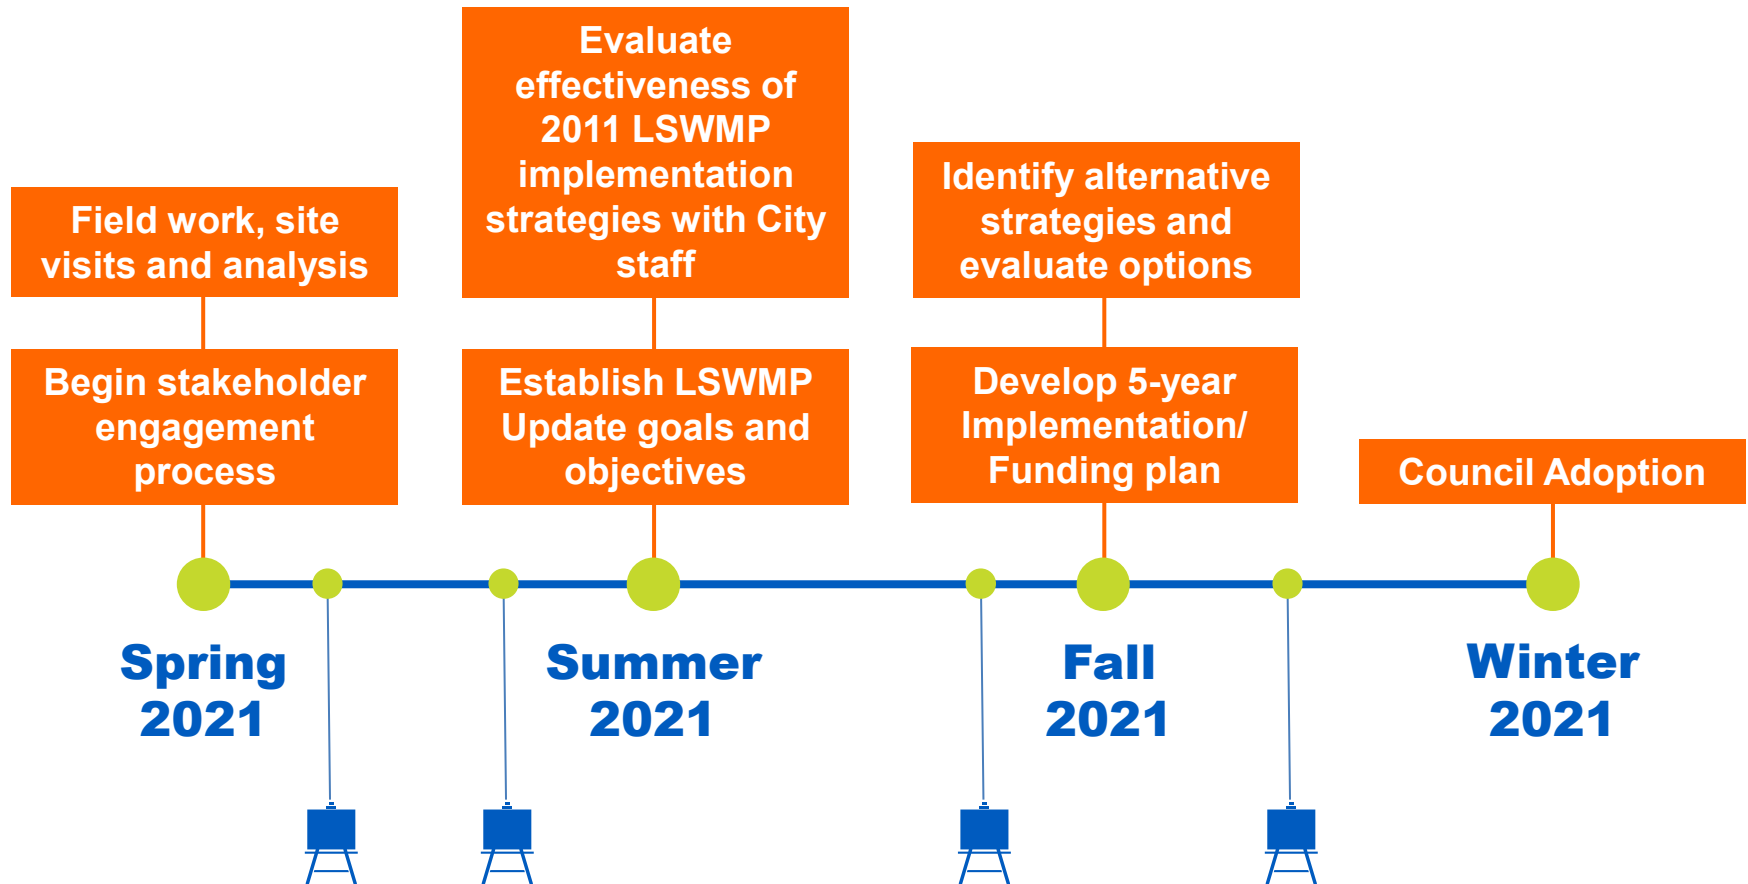 Field work, site
visits and analysis
Begin stakeholder
engagement
process
Spring
2021
Evaluate
effectiveness of
2011 LSWMP
implementation
strategies with City
staff
Establish LSWMP
Update goals and
objectives
Summer
2021
Identify alternative
strategies and
evaluate options
Develop 5-year
Implementation/
Funding plan
Fall
2021
Council Adoption
Winter
2021